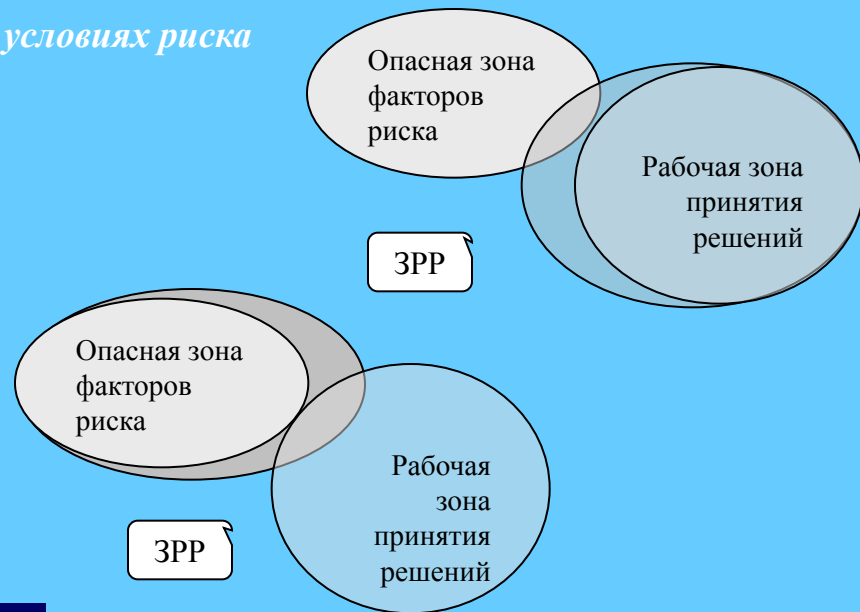 условиях риска
Опасная зона
факторов
риска
Рабочая зона
принятия
решений
ЗРР
Опасная зона
факторов
риска
Рабочая
зона
принятия
решений
ЗРР